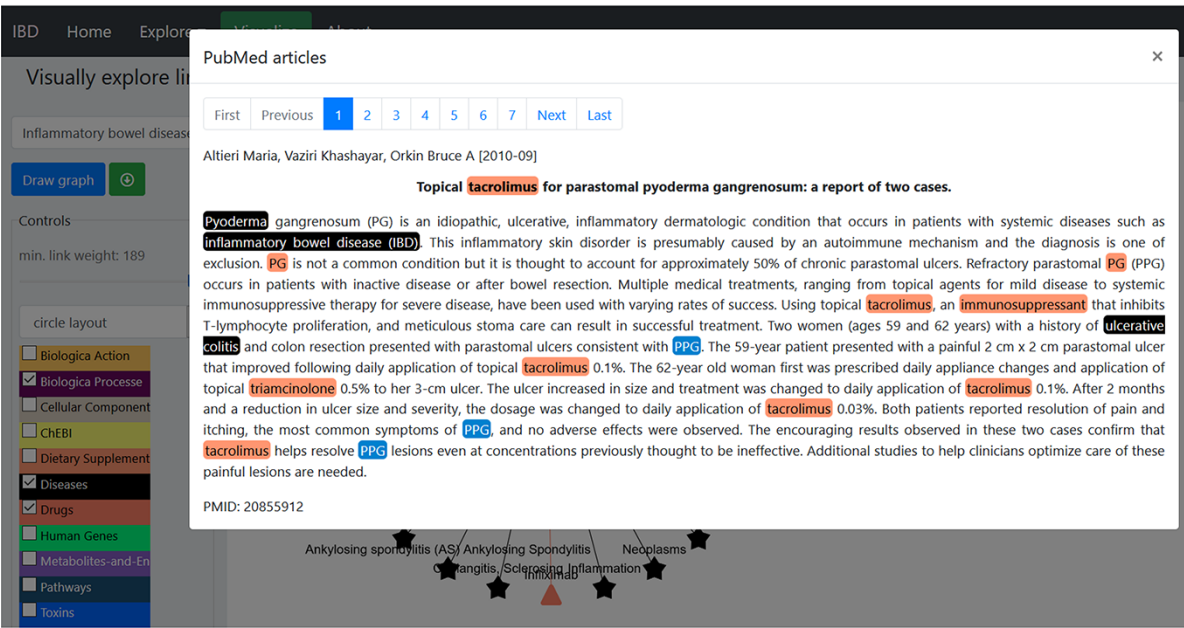 IBD Home Explore Visualize About
Visually explore li
PubMed articles ×
Inflammatory bowel disease
First Previous 1 2 3 4 5 6 7 Next Last
Draw graph
Altieri Maria, Vaziri Khashayar, Orkin Bruce A [2010-09]
Topical tacrolimus for parastomal pyoderma gangrenosum: a report of two cases.
Controls
min. link weight: 189
circle layout
Pyoderma gangrenosum (PG) is an idiopathic, ulcerative, inflammatory dermatologic condition that occurs in patients with systemic diseases such as
inflammatory bowel disease (IBD). This inflammatory skin disorder is presumably caused by an autoimmune mechanism and the diagnosis is one of
exclusion. PG is not a common condition but it is thought to account for approximately 50% of chronic parastomal ulcers. Refractory parastomal PG (PPG)
occurs in patients with inactive disease or after bowel resection. Multiple medical treatments, ranging from topical agents for mild disease to systemic
immunosuppressive therapy for severe disease, have been used with varying rates of success. Using topical tacrolimus, an immunosuppressant that inhibits
T-lymphocyte proliferation, and meticulous stoma care can result in successful treatment. Two women (ages 59 and 62 years) with a history of ulcerative
colitis and colon resection presented with parastomal ulcers consistent with PPG. The 59-year patient presented with a painful 2 cm x 2 cm parastomal ulcer
that improved following daily application of topical tacrolimus 0.1%. The 62-year old woman first was prescribed daily appliance changes and application of
topical triamcinolone 0.5% to her 3-cm ulcer. The ulcer increased in size and treatment was changed to daily application of tacrolimus 0.1%. After 2 months
and a reduction in ulcer size and severity, the dosage was changed to daily application of tacrolimus 0.03%. Both patients reported resolution of pain and
itching, the most common symptoms of PPG, and no adverse effects were observed. The encouraging results observed in these two cases confirm that
tacrolimus helps resolve PPG lesions even at concentrations previously thought to be ineffective. Additional studies to help clinicians optimize care of these
painful lesions are needed.
PMID: 20855912
Biologica Action
Biologica Processe
Cellular Component
ChEBI
Dietary Supplement
Diseases
Drugs
Human Genes
Metabolites-and-En
Pathways
Toxins
Ankylosing spondylitis (AS) Ankylosing Spondylitis Neoplasms
Cholangitis, Sclerosing Inflammation
Infliximab